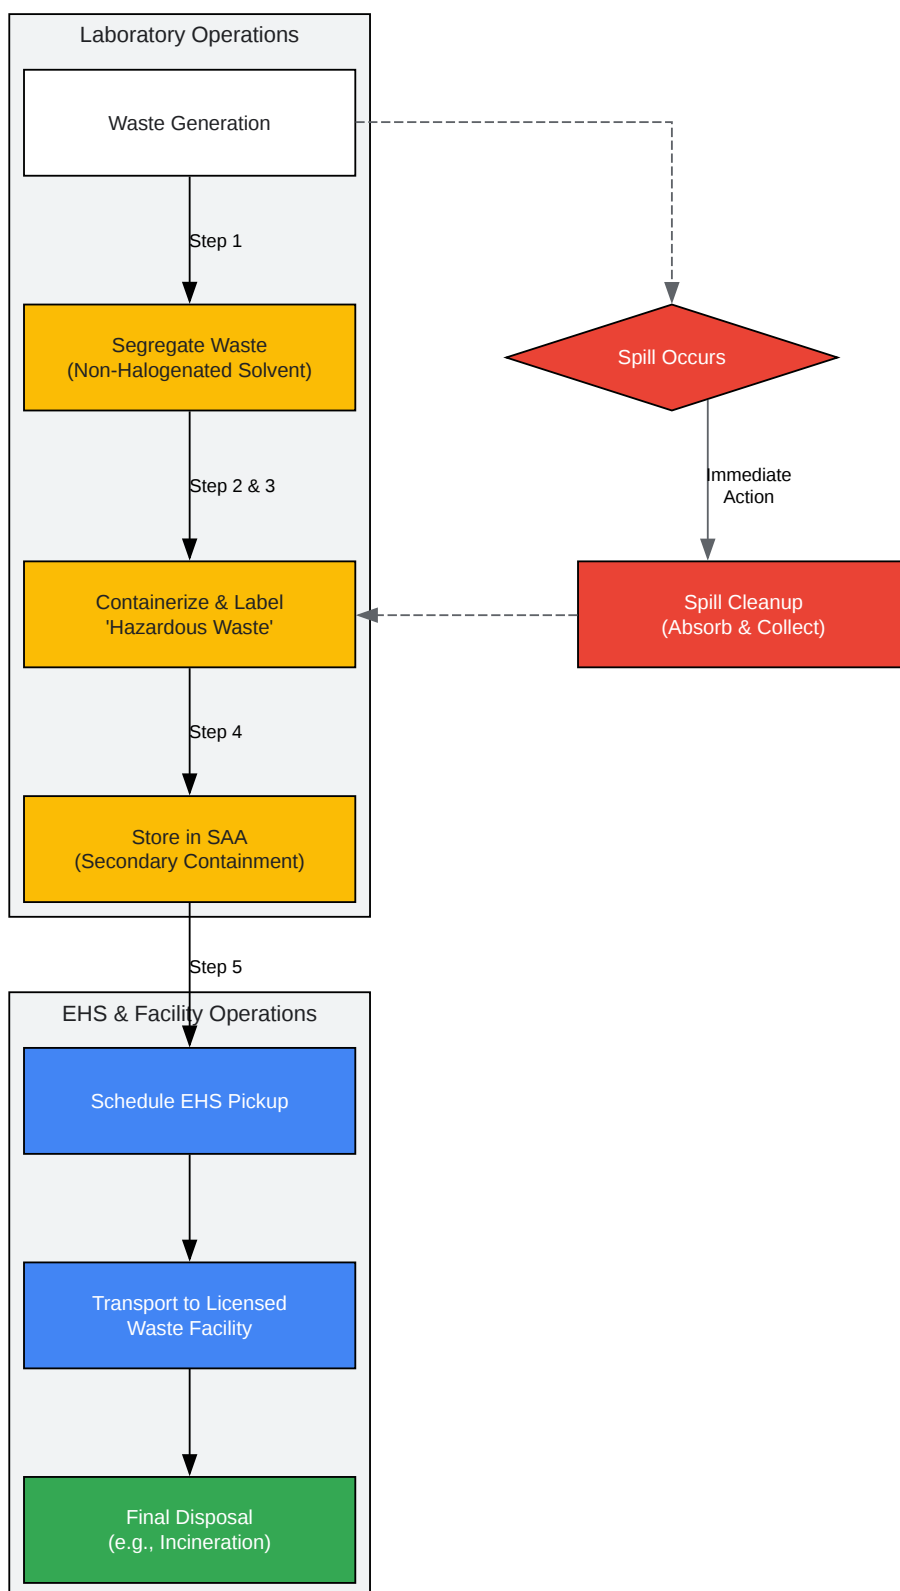 Laboratory Operations
Waste Generation
Step 1
Segregate Waste
(Non-Halogenated Solvent)
Spill Occurs
Step 2 & 3
Immediate
Action
Containerize & Label
'Hazardous Waste'
Spill Cleanup
(Absorb & Collect)
Step 4
Store in SAA
(Secondary Containment)
Step 5
EHS & Facility Operations
Schedule EHS Pickup
Transport to Licensed
Waste Facility
Final Disposal
(e.g., Incineration)